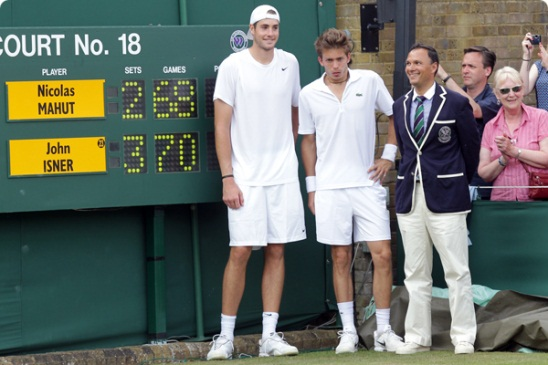 COURT No. 18
PLAYER SETS GAMES
Nicolas 2 68
MAHUT
John 3 70
ISNER